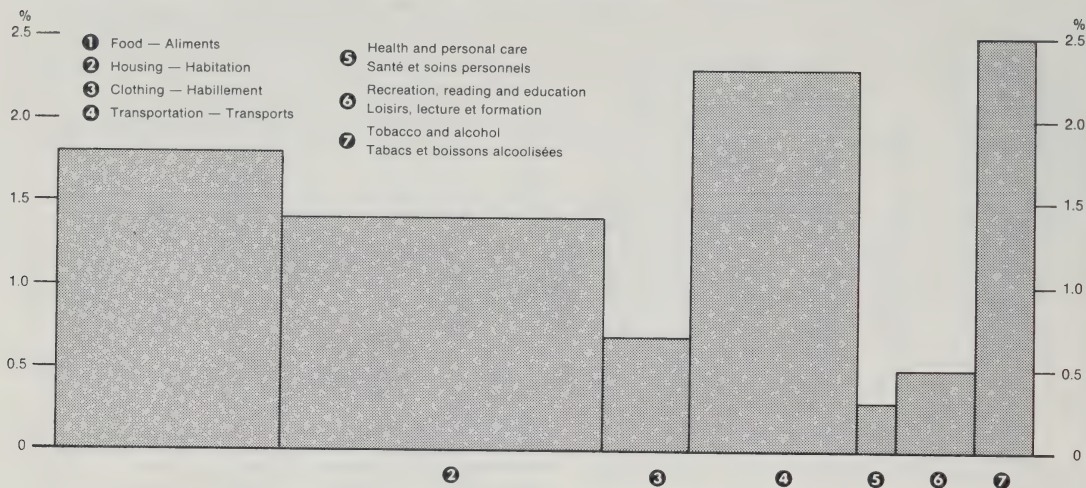 %
2.5
2.0
1.5
1.0
0.5
0
❶ Food — Aliments
❷ Housing — Habitation
❸ Clothing — Habillement
❹ Transportation — Transports
❺ Health and personal care
Santé et soins personnels
❻ Recreation, reading and education
Loisirs, lecture et formation
❼ Tobacco and alcohol
Tabacs et boissons alcoolisées
%
2.5
2.0
1.5
1.0
0.5
0
❷ ❸ ❹ ❺ ❻ ❼